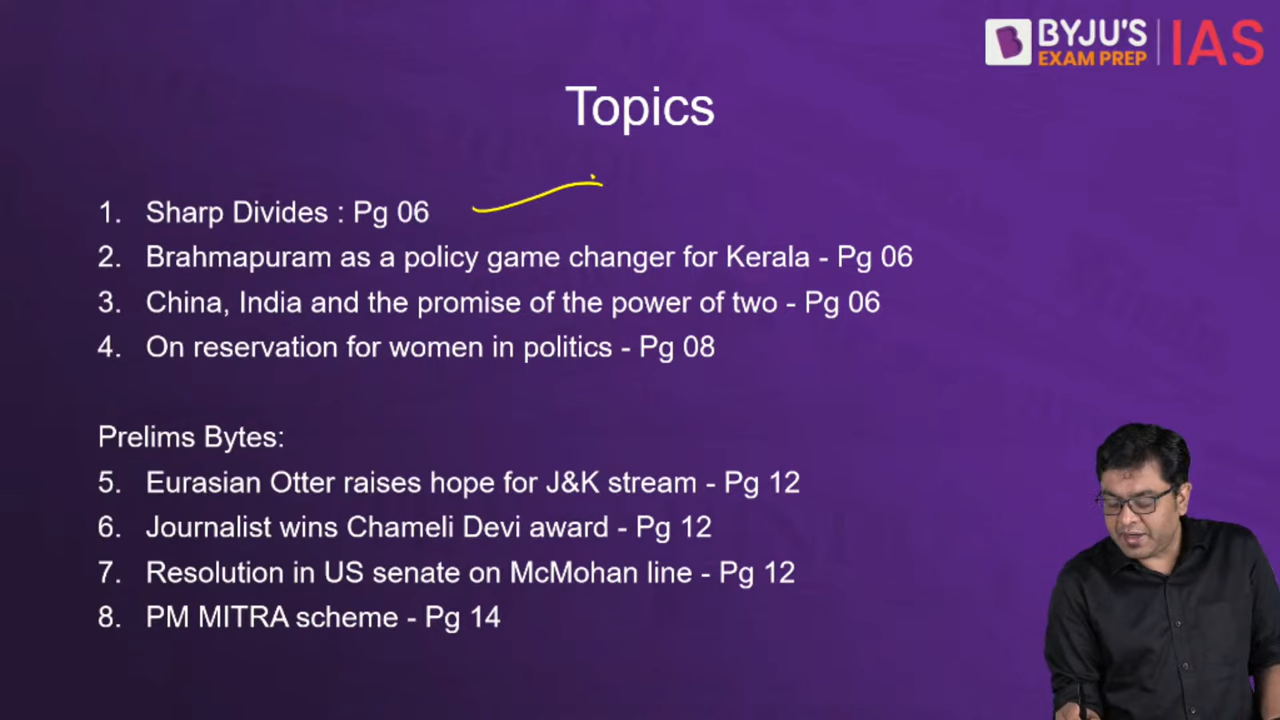 BYJU'S
EXAM PREP
IAS
Topics
1. Sharp Divides : Pg 06
2. Brahmapuram as a policy game changer for Kerala - Pg 06
3. China, India and the promise of the power of two - Pg 06
4. On reservation for women in politics - Pg 08
Prelims Bytes:
5. Eurasian Otter raises hope for J&K stream - Pg 12
6. Journalist wins Chameli Devi award - Pg 12
7. Resolution in US senate on McMohan line - Pg 12
8. PM MITRA scheme - Pg 14